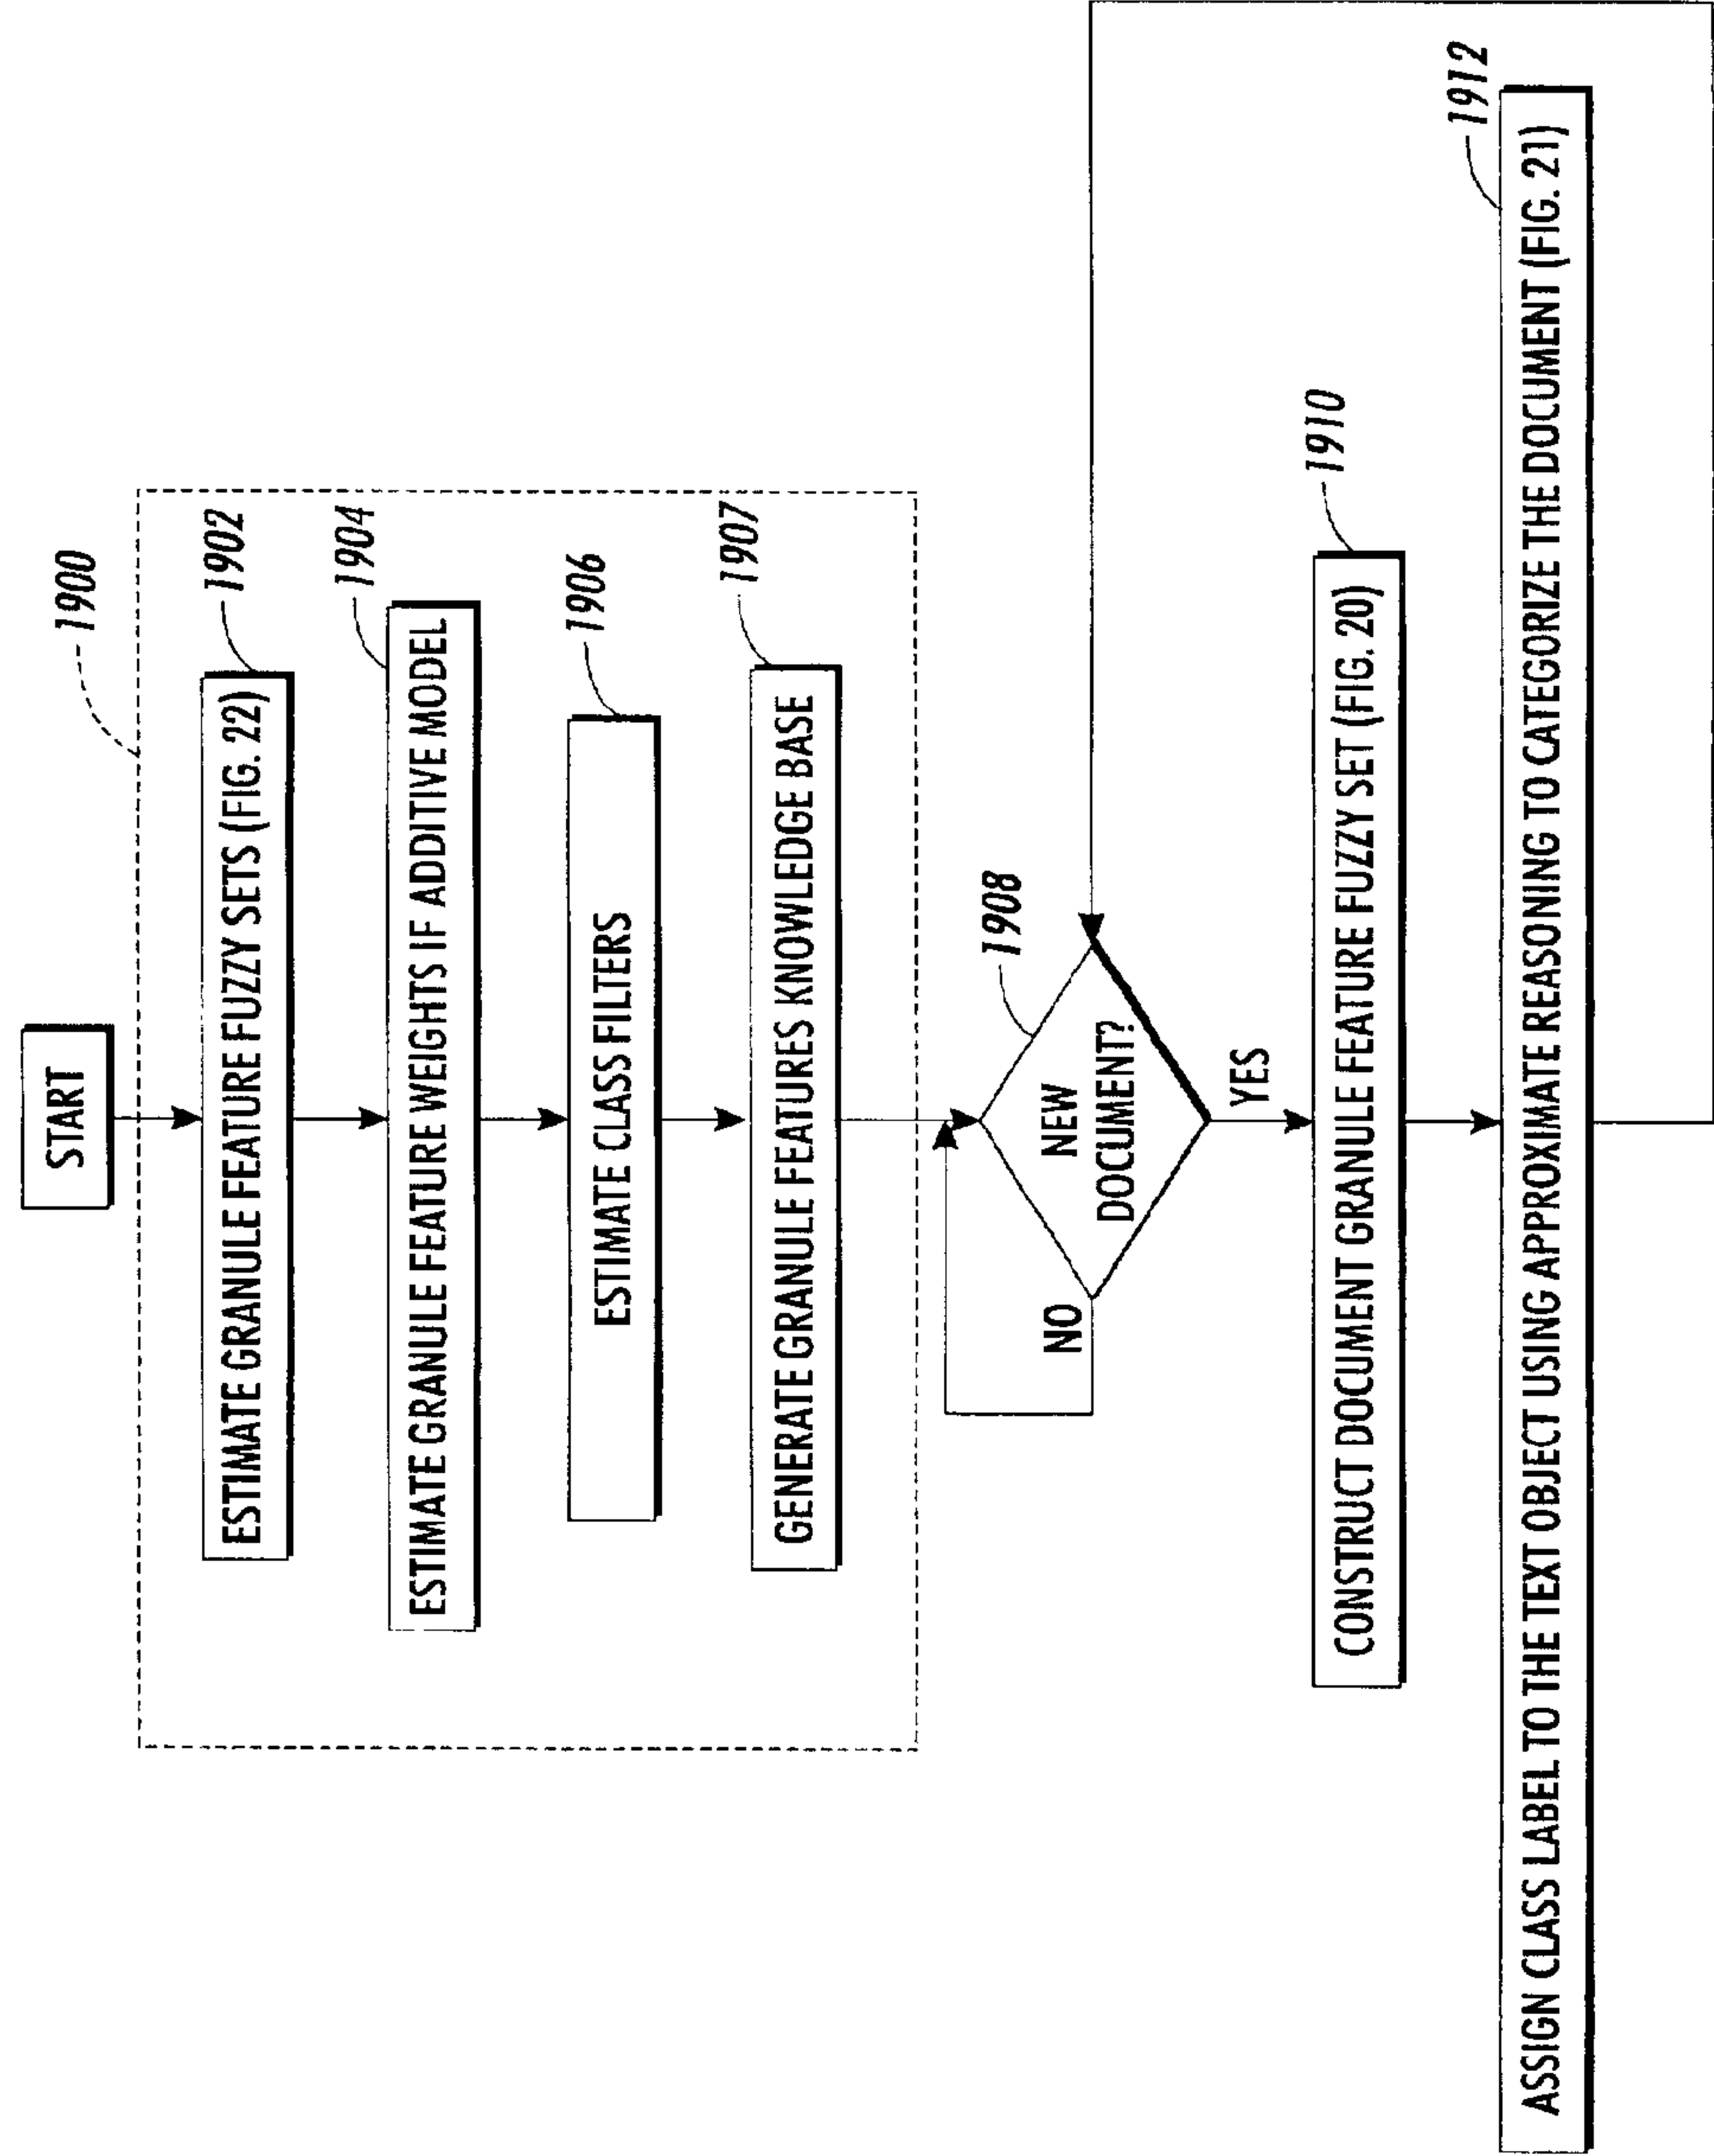 START
1900
ESTIMATE GRANULE FEATURE FUZZY SETS (FIG. 22)
1902
ESTIMATE GRANULE FEATURE WEIGHTS IF ADDITIVE MODEL
1904
ESTIMATE CLASS FILTERS
1906
GENERATE GRANULE FEATURES KNOWLEDGE BASE
1907
NEW
DOCUMENT?
1908
NO
YES
CONSTRUCT DOCUMENT GRANULE FEATURE FUZZY SET (FIG. 20)
1910
ASSIGN CLASS LABEL TO THE TEXT OBJECT USING APPROXIMATE REASONING TO CATEGORIZE THE DOCUMENT (FIG. 21)
1912